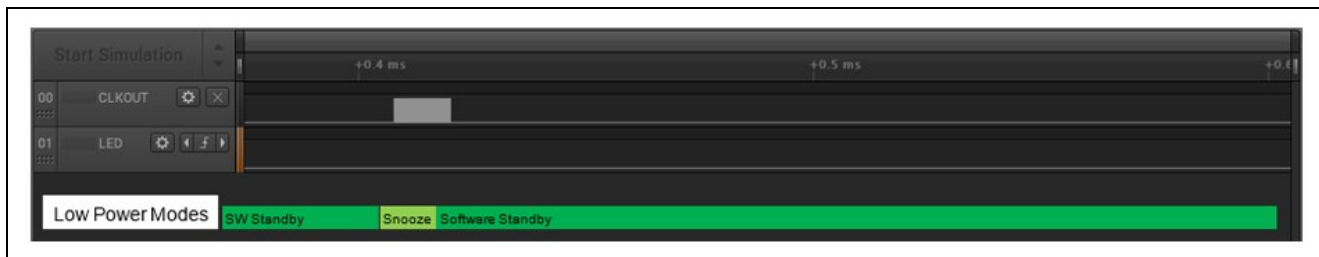 Start Simulation
+0.4 ms
+0.5 ms
00
CLKOUT
01
LED
Low Power Modes
SW Standby
Snooze
Software Standby